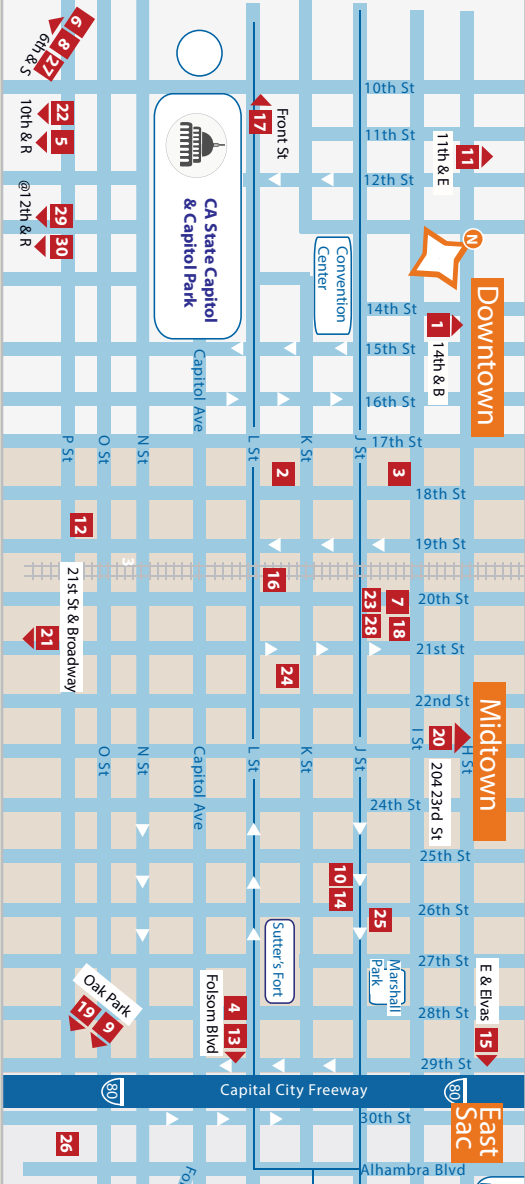 6
8
27
6th & S
22
5
10th & R
29
30
@12th & R
17
Front St
11
11th & E
N
10th St
11th St
12th St
CA State Capitol
& Capitol Park
Convention
Center
Downtown
14th St
1
14th & B
15th St
16th St
17th St
Capitol Ave
P St
O St
N St
L St
K St
J St
2
3
18th St
12
19th St
3
16
20th St
23
7
28
18
21st St & Broadway
21
21st St
24
22nd St
Midtown
I St
20
H St
204 23rd St
O St
N St
Capitol Ave
L St
K St
J St
24th St
25th St
10
14
26th St
25
Sutter's Fort
27th St
Marshall
Park
E & Elvas
15
28th St
Oak Park
19
9
Folsom Blvd
4
13
29th St
80
Capital City Freeway
80
30th St
East
Sac
26
Alhambra Blvd
Fo